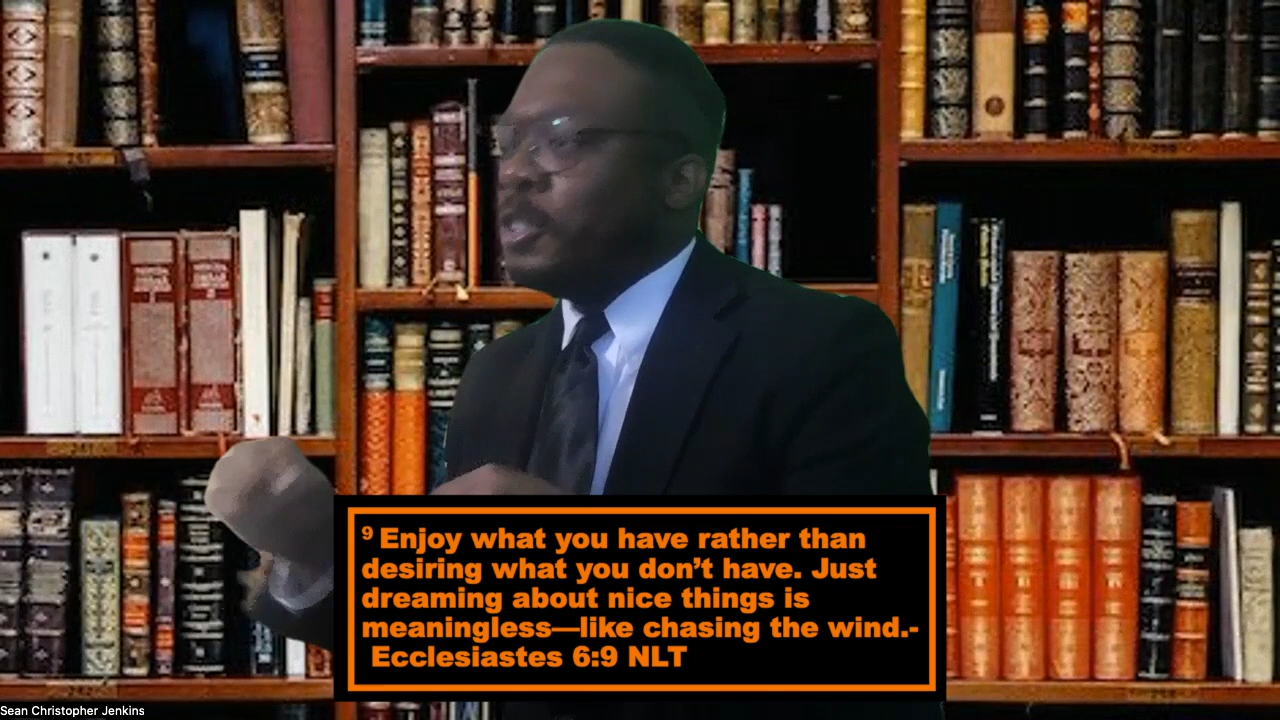 ⁹ Enjoy what you have rather than
desiring what you don’t have. Just
dreaming about nice things is
meaningless—like chasing the wind.-
Ecclesiastes 6:9 NLT
Sean Christopher Jenkins